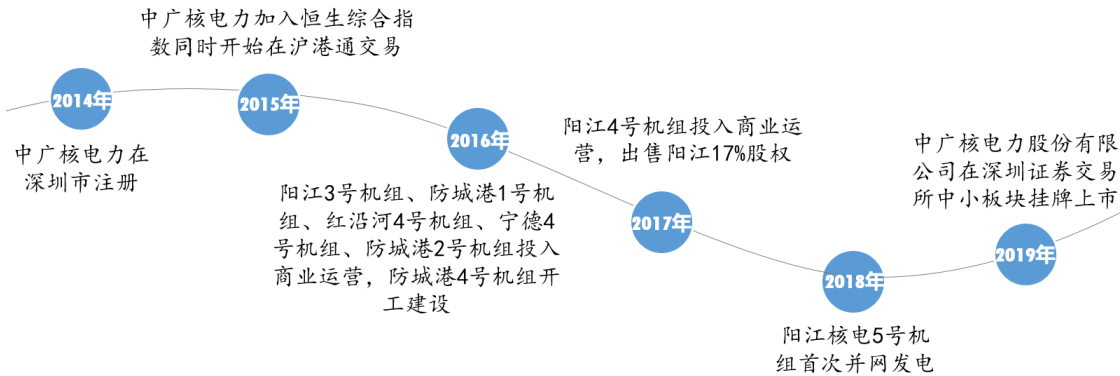 2014年
中广核电力在
深圳市注册
中广核电力加入恒生综合指
数同时开始在沪港通交易
2015年
2016年
阳江3号机组、防城港1号机
组、红沿河4号机组、宁德4
号机组、防城港2号机组投入
商业运营，防城港4号机组开
工建设
阳江4号机组投入商业运
营，出售阳江17%股权
2017年
2018年
阳江核电5号机
组首次并网发电
中广核电力股份有限
公司在深圳证券交易
所中小板块挂牌上市
2019年